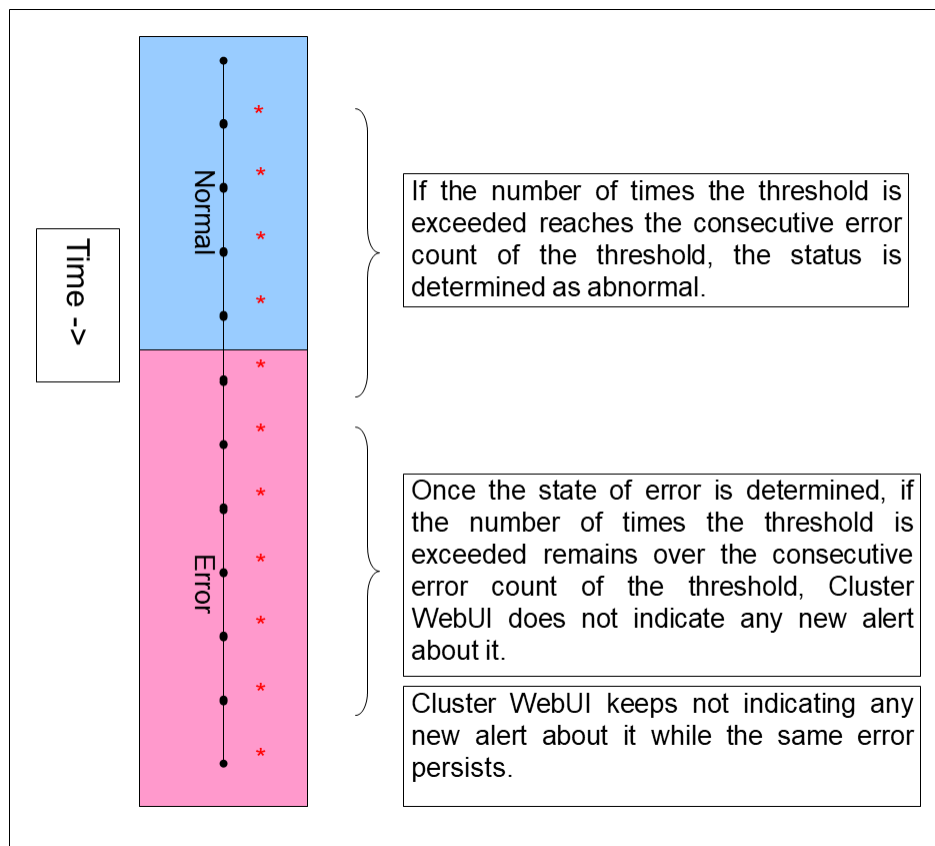 Time ->
Normal
*
*
*
*
Error
*
*
*
*
*
*
*
If the number of times the threshold is
exceeded reaches the consecutive error
count of the threshold, the status is
determined as abnormal.
Once the state of error is determined, if
the number of times the threshold is
exceeded remains over the consecutive
error count of the threshold, Cluster
WebUI does not indicate any new alert
about it.
Cluster WebUI keeps not indicating any
new alert about it while the same error
persists.